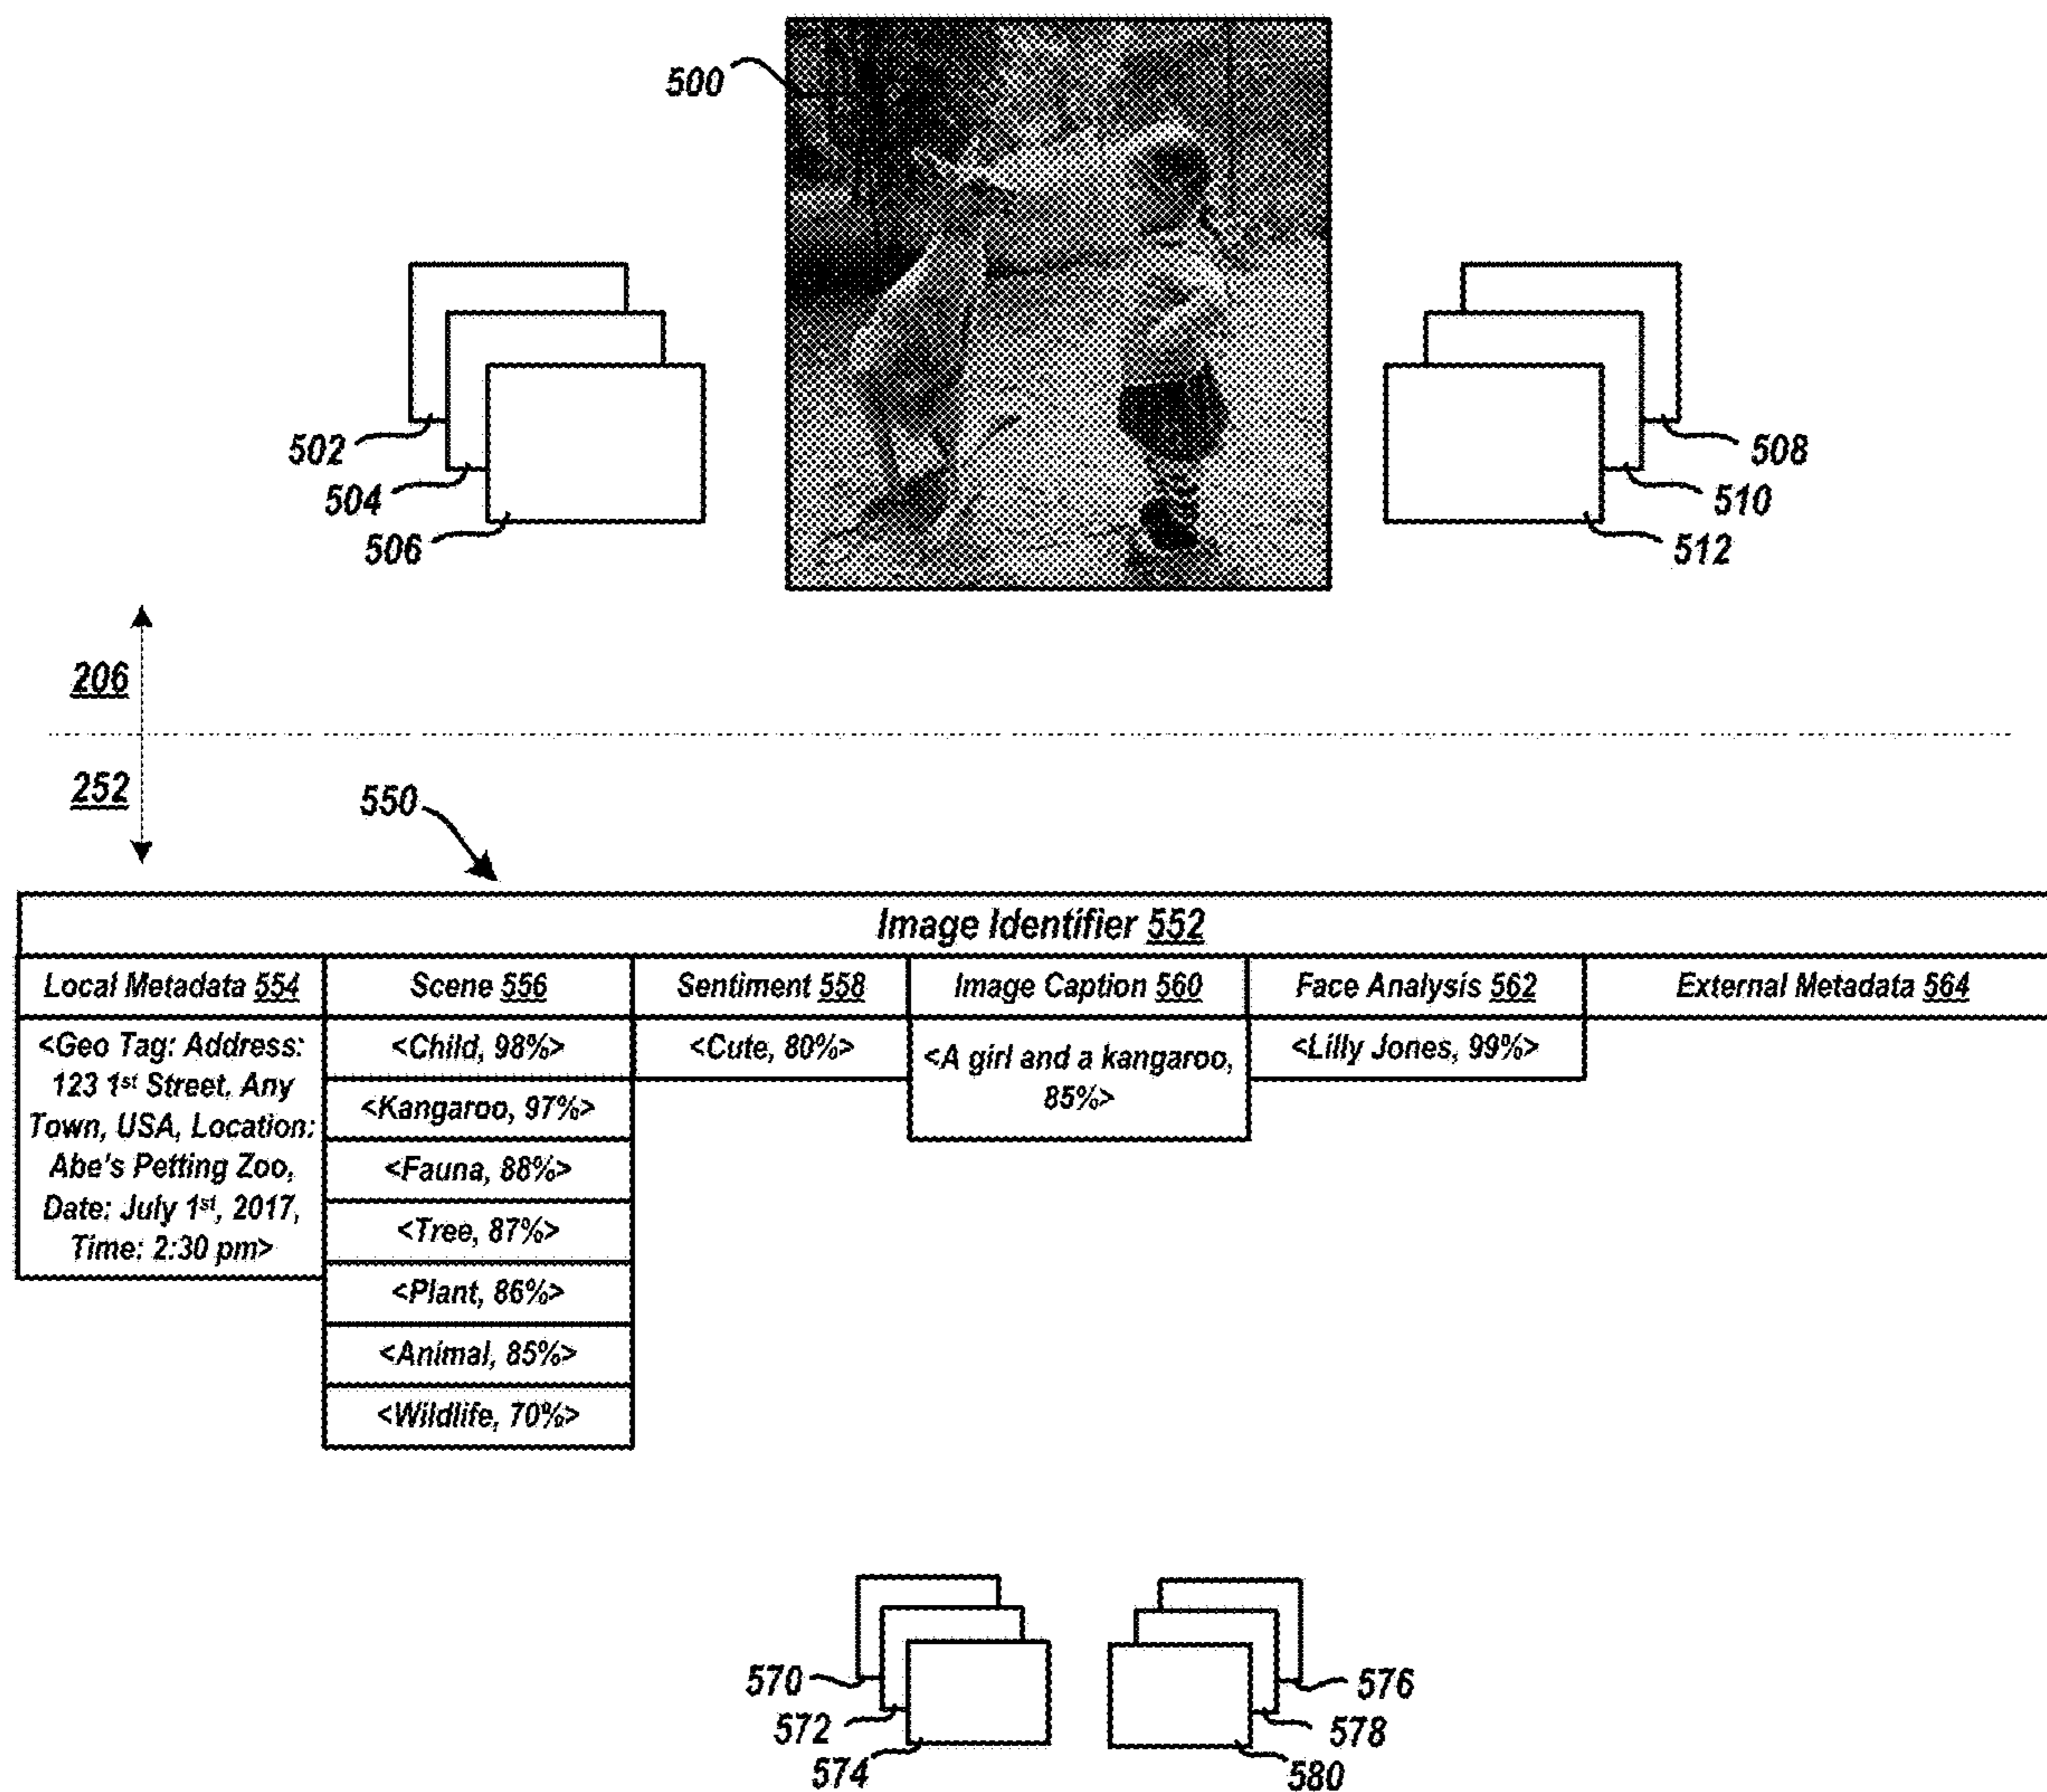 500
502
504
506
508
510
512
206
252
550
Image Identifier 552
Local Metadata 554
Scene 556
Sentiment 558
Image Caption 560
Face Analysis 562
External Metadata 564
<Geo Tag: Address:
123 1st Street, Any
Town, USA, Location:
Abe's Petting Zoo,
Date: July 1st, 2017,
Time: 2:30 pm>
<Child, 98%>
<Kangaroo, 97%>
<Fauna, 88%>
<Tree, 87%>
<Plant, 86%>
<Animal, 85%>
<Wildlife, 70%>
<Cute, 80%>
<A girl and a kangaroo,
85%>
<Lilly Jones, 99%>
570
572
574
576
578
580